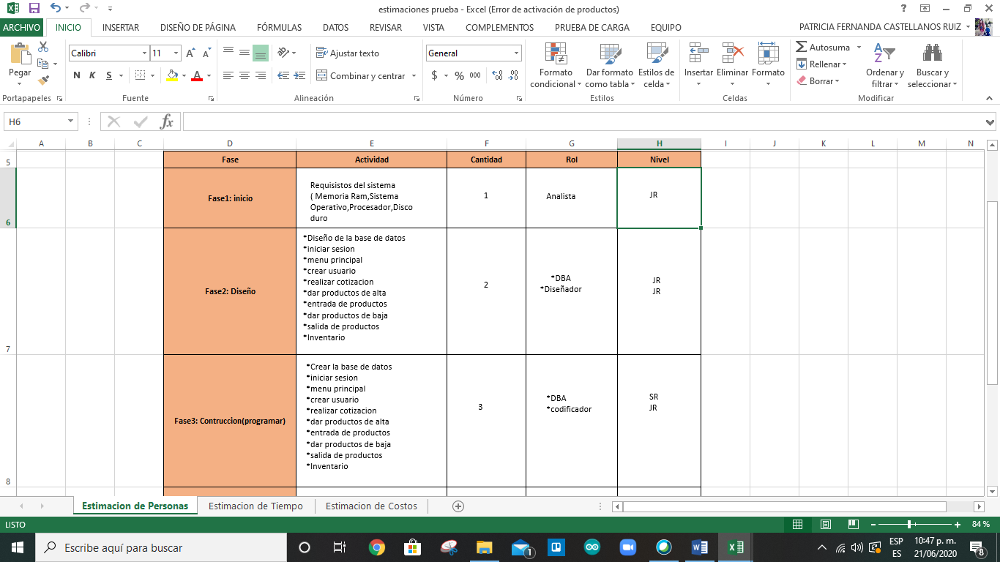 estimaciones prueba - Excel (Error de activación de productos)
ARCHIVO INICIO INSERTAR DISEÑO DE PÁGINA FÓRMULAS DATOS REVISAR VISTA COMPLEMENTOS PRUEBA DE CARGA EQUIPO PATRICIA FERNANDA CASTELLANOS RUIZ
Pegar
Portapapeles
Calibri 11
N K S
Fuente
Ajustar texto
Combinar y centrar
Alineación
General
$ % 000
Número
Formato condicional
Dar formato como tabla
Estilos de celda
Estilos
Insertar Eliminar Formato
Celdas
Autosuma
Rellenar
Borrar
Ordenar y filtrar
Buscar y seleccionar
Modificar
H6
A B C D E F G H I J K L M N
5 Fase Actividad Cantidad Rol Nivel
6
Fase1: inicio
Requisistos del sistema
( Memoria Ram,Sistema
Operativo,Procesador,Disco
duro
1
Analista
JR
7
Fase2: Diseño
*Diseño de la base de datos
*iniciar sesion
*menu principal
*crear usuario
*realizar cotizacion
*dar productos de alta
*entrada de productos
*dar productos de baja
*salida de productos
*Inventario
2
*DBA
*Diseñador
JR
JR
8
Fase3: Contruccion(programar)
*Crear la base de datos
*iniciar sesion
*menu principal
*crear usuario
*realizar cotizacion
*dar productos de alta
*entrada de productos
*dar productos de baja
*salida de productos
*Inventario
3
*DBA
*codificador
SR
JR
Estimacion de Personas Estimacion de Tiempo Estimacion de Costos
LISTO 84 %
Escribe aquí para buscar
1
ESP
ES
10:47 p. m.
21/06/2020
8